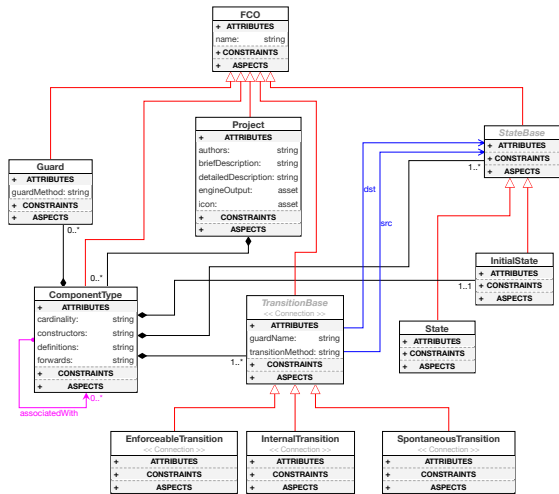 FCO
+ ATTRIBUTES
name: string
+ CONSTRAINTS
+ ASPECTS
Project
+ ATTRIBUTES
authors: string
briefDescription: string
detailedDescription: string
engineOutput: asset
icon: asset
+ CONSTRAINTS
+ ASPECTS
StateBase
+ ATTRIBUTES
+ CONSTRAINTS
+ ASPECTS
1..*
Guard
+ ATTRIBUTES
guardMethod: string
+ CONSTRAINTS
+ ASPECTS
0..*
dst
src
0..*
InitialState
+ ATTRIBUTES
+ CONSTRAINTS
+ ASPECTS
1..1
ComponentType
+ ATTRIBUTES
cardinality: string
constructors: string
definitions: string
forwards: string
+ CONSTRAINTS
+ ASPECTS
0..*
associatedWith
TransitionBase
<< Connection >>
+ ATTRIBUTES
guardName: string
transitionMethod: string
+ CONSTRAINTS
+ ASPECTS
1..*
State
+ ATTRIBUTES
+ CONSTRAINTS
+ ASPECTS
EnforceableTransition
<< Connection >>
+ ATTRIBUTES
+ CONSTRAINTS
+ ASPECTS
InternalTransition
<< Connection >>
+ ATTRIBUTES
+ CONSTRAINTS
+ ASPECTS
SpontaneousTransition
<< Connection >>
+ ATTRIBUTES
+ CONSTRAINTS
+ ASPECTS